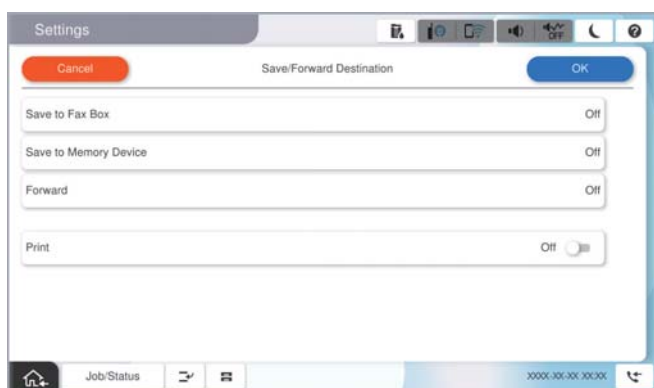 Settings
OFF
Cancel
Save/Forward Destination
OK
Save to Fax Box
Off
Save to Memory Device
Off
Forward
Off
Print
Off
Job/Status
XXXX-XX-XX XX:XX